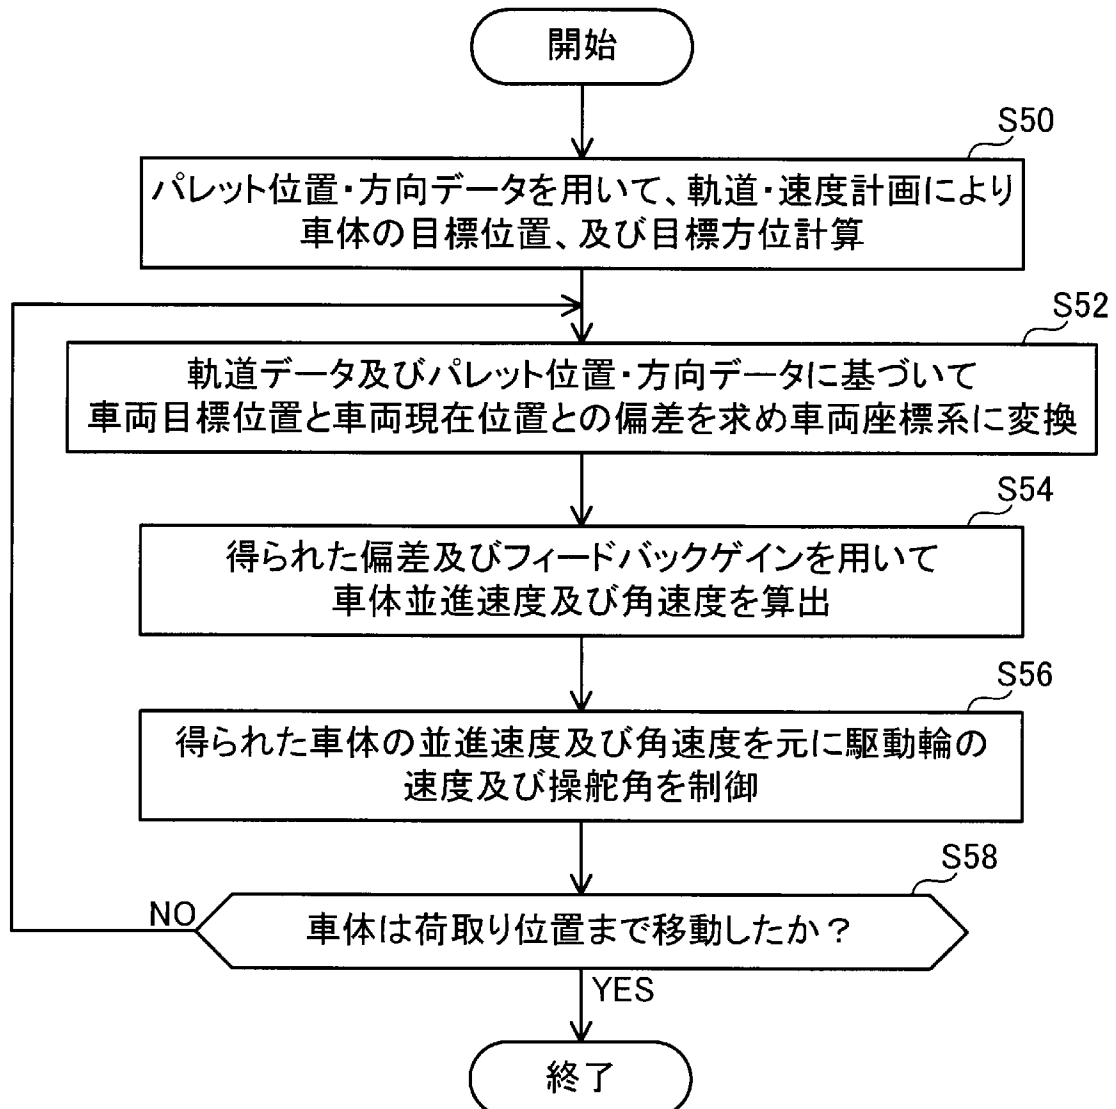 開始
S50
パレット位置・方向データを用いて、軌道・速度計画により
車体の目標位置、及び目標方位計算
S52
軌道データ及びパレット位置・方向データに基づいて
車両目標位置と車両現在位置との偏差を求め車両座標系に変換
S54
得られた偏差及びフィードバックゲインを用いて
車体並進速度及び角速度を算出
S56
得られた車体の並進速度及び角速度を元に駆動輪の
速度及び操舵角を制御
S58
NO
車体は荷取り位置まで移動したか？
YES
終了